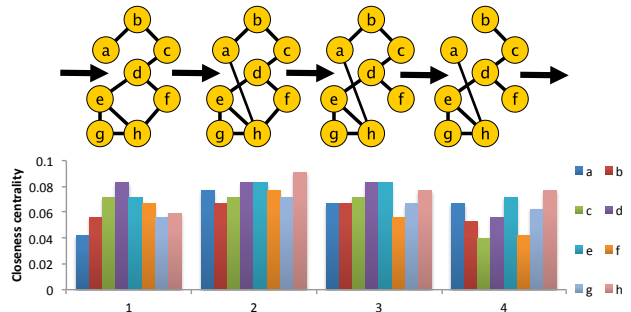 b b b b
a c a c a c a c
d d d d
e f e f e f e f
g h g h g h g h
0.1
0.08
0.06
0.04
0.02
0
Closeness centrality
1 2 3 4
a b
c d
e f
g h